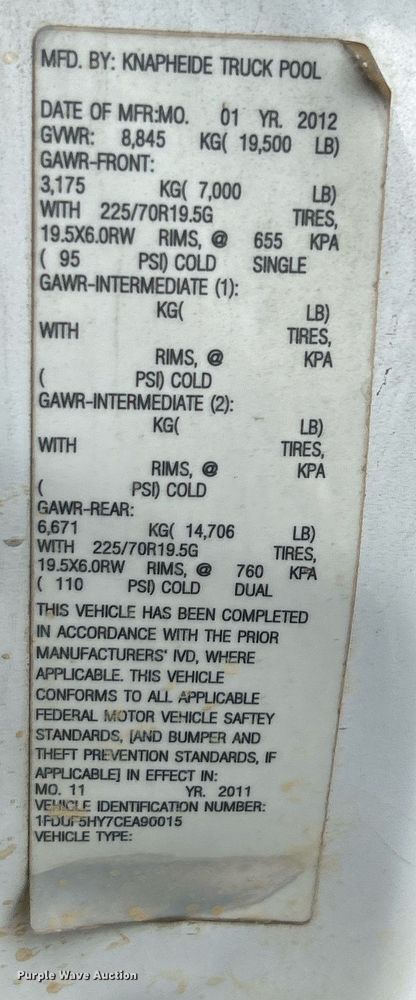 MFD. BY: KNAPHEIDE TRUCK POOL
DATE OF MFR:MO. 01 YR. 2012
GVWR: 8,845 KG( 19,500 LB)
GAWR-FRONT:
3,175 KG( 7,000 LB)
WITH 225/70R19.5G TIRES,
19.5X6.0RW RIMS, @ 655 KPA
( 95 PSI) COLD SINGLE
GAWR-INTERMEDIATE (1):
KG( LB)
WITH TIRES,
RIMS, @ KPA
( PSI) COLD
GAWR-INTERMEDIATE (2):
KG( LB)
WITH TIRES,
RIMS, @ KPA
( PSI) COLD
GAWR-REAR:
6,671 KG( 14,706 LB)
WITH 225/70R19.5G TIRES,
19.5X6.0RW RIMS, @ 760 KPA
( 110 PSI) COLD DUAL
THIS VEHICLE HAS BEEN COMPLETED
IN ACCORDANCE WITH THE PRIOR
MANUFACTURERS' IVD, WHERE
APPLICABLE. THIS VEHICLE
CONFORMS TO ALL APPLICABLE
FEDERAL MOTOR VEHICLE SAFTEY
STANDARDS, [AND BUMPER AND
THEFT PREVENTION STANDARDS, IF
APPLICABLE] IN EFFECT IN:
MO. 11 YR. 2011
VEHICLE IDENTIFICATION NUMBER:
1FDUF5HY7CEA90015
VEHICLE TYPE:
Purple Wave Auction